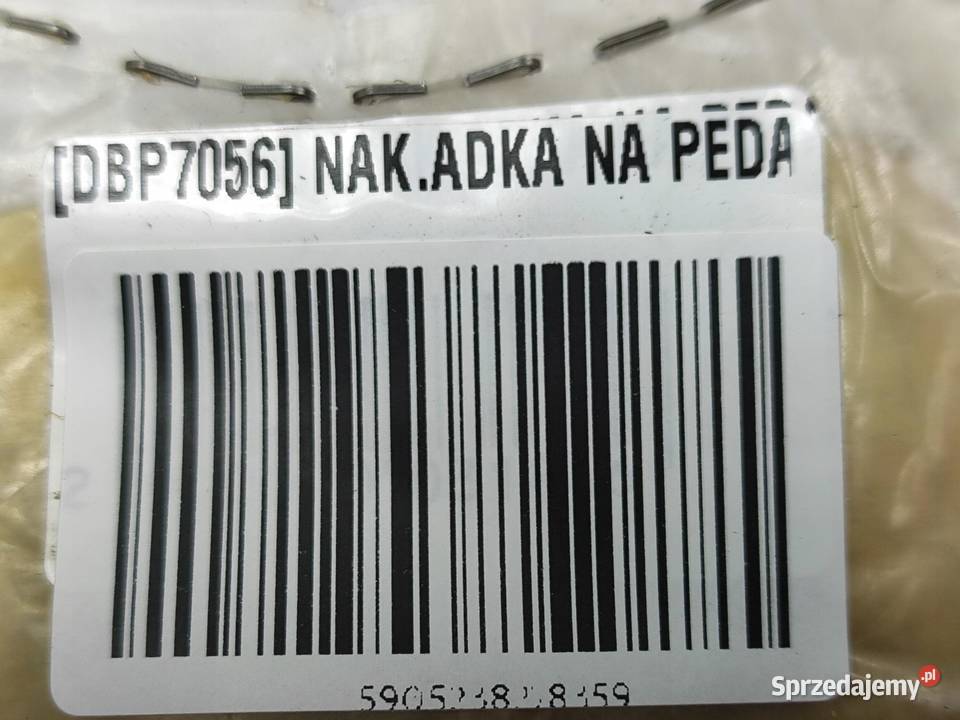 [DBP7056] NAK.ADKA NA PEDA
Sprzedajemy.pl